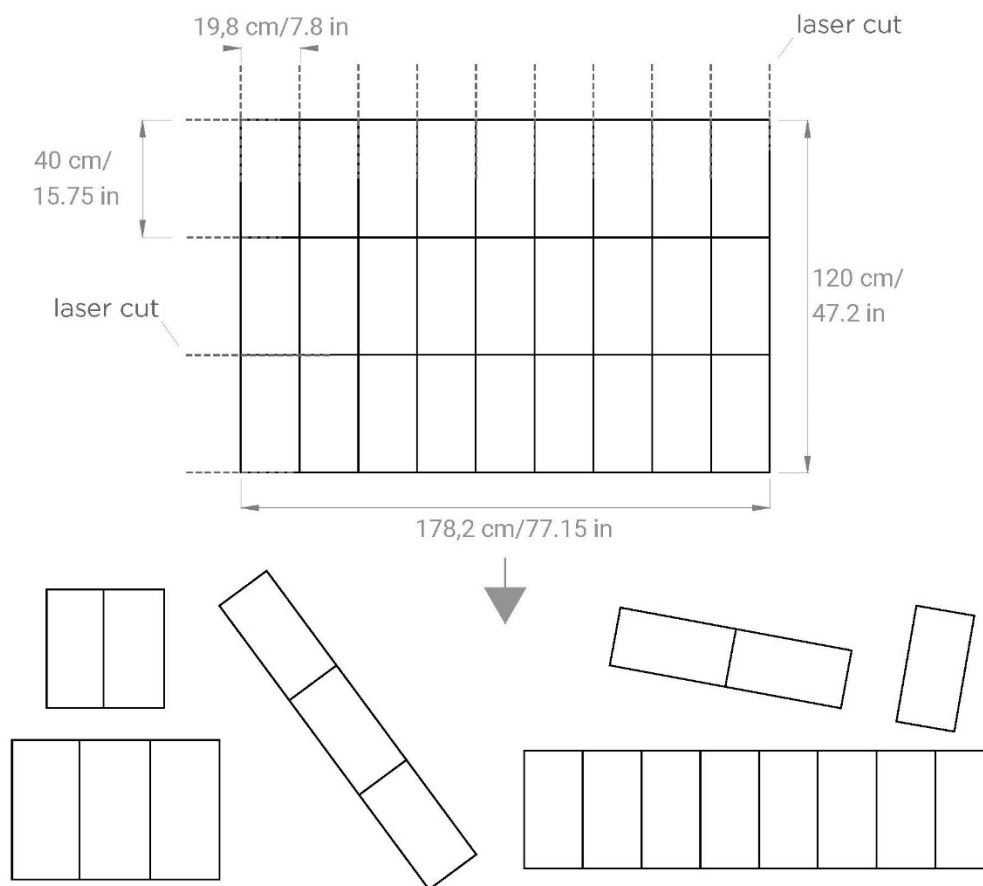 19,8 cm/7.8 in
laser cut
40 cm/
15.75 in
120 cm/
47.2 in
laser cut
178,2 cm/77.15 in